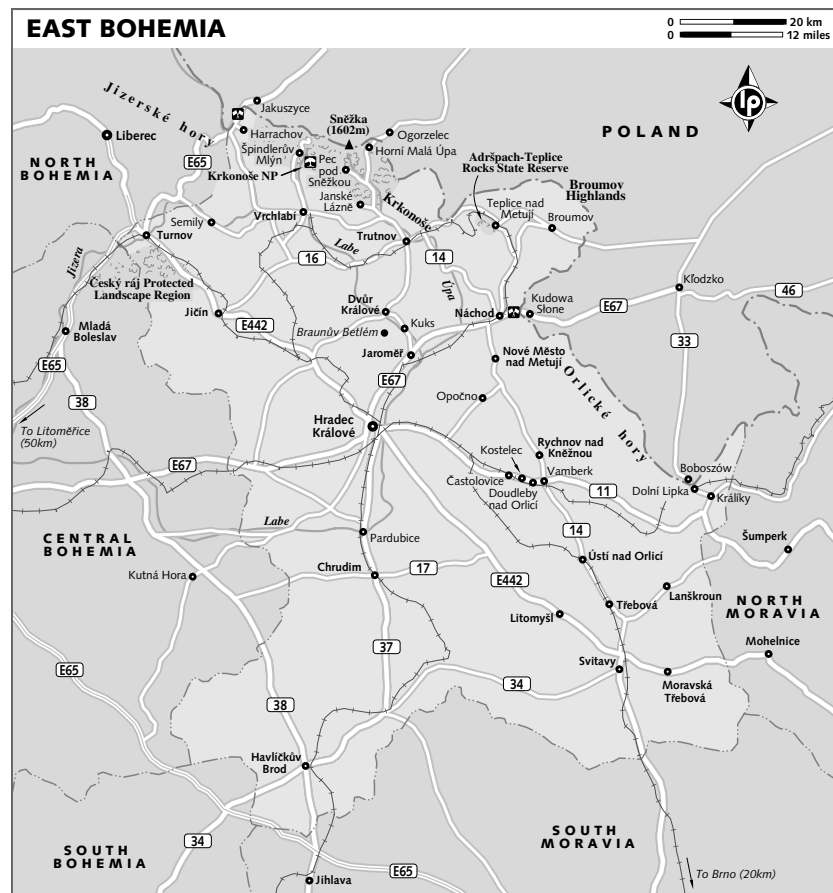 EAST BOHEMIA
0 20 km
0 12 miles
lp
Jizerské hory
Jakuszyce
Harrachov
Liberec
Sněžka
(1602m)
Ogorzelec
Horní Malá Úpa
POLAND
NORTH
BOHEMIA
E65
Špindlerův
Mlýn
Krkonoše NP
Pec
pod
Sněžkou
Janské
Lázně
Krkonoše
Adršpach-Teplice
Rocks State Reserve
Broumov
Highlands
Teplice nad
Metují
Broumov
Semily
Vrchlabí
Turnov
Labe
Trutnov
Jizera
16
14
Úpa
Český ráj Protected
Landscape Region
Kłodzko
46
Jičín
E442
Dvůr
Králové
Kuks
Braunův Betlém
Jaroměř
Náchod
Kudowa
Słone
E67
33
Mladá
Boleslav
E65
38
E67
Nové Město
nad Metují
Orlické hory
To Litoměřice
(50km)
Opočno
Hradec
Králové
E67
Rychnov nad
Kněžnou
Kostelec
Vamberk
Častolovice
Doudleby
nad Orlicí
11
Boboszów
Dolní Lipka
Králíky
CENTRAL
BOHEMIA
Labe
Pardubice
14
Šumperk
Kutná Hora
Chrudim
17
Ústí nad Orlicí
E442
Lanškroun
NORTH
MORAVIA
Litomyšl
Třebová
Mohelnice
37
Svitavy
E65
34
Moravská
Třebová
38
Havlíčkův
Brod
34
SOUTH
BOHEMIA
SOUTH
MORAVIA
E65
Jihlava
To Brno (20km)